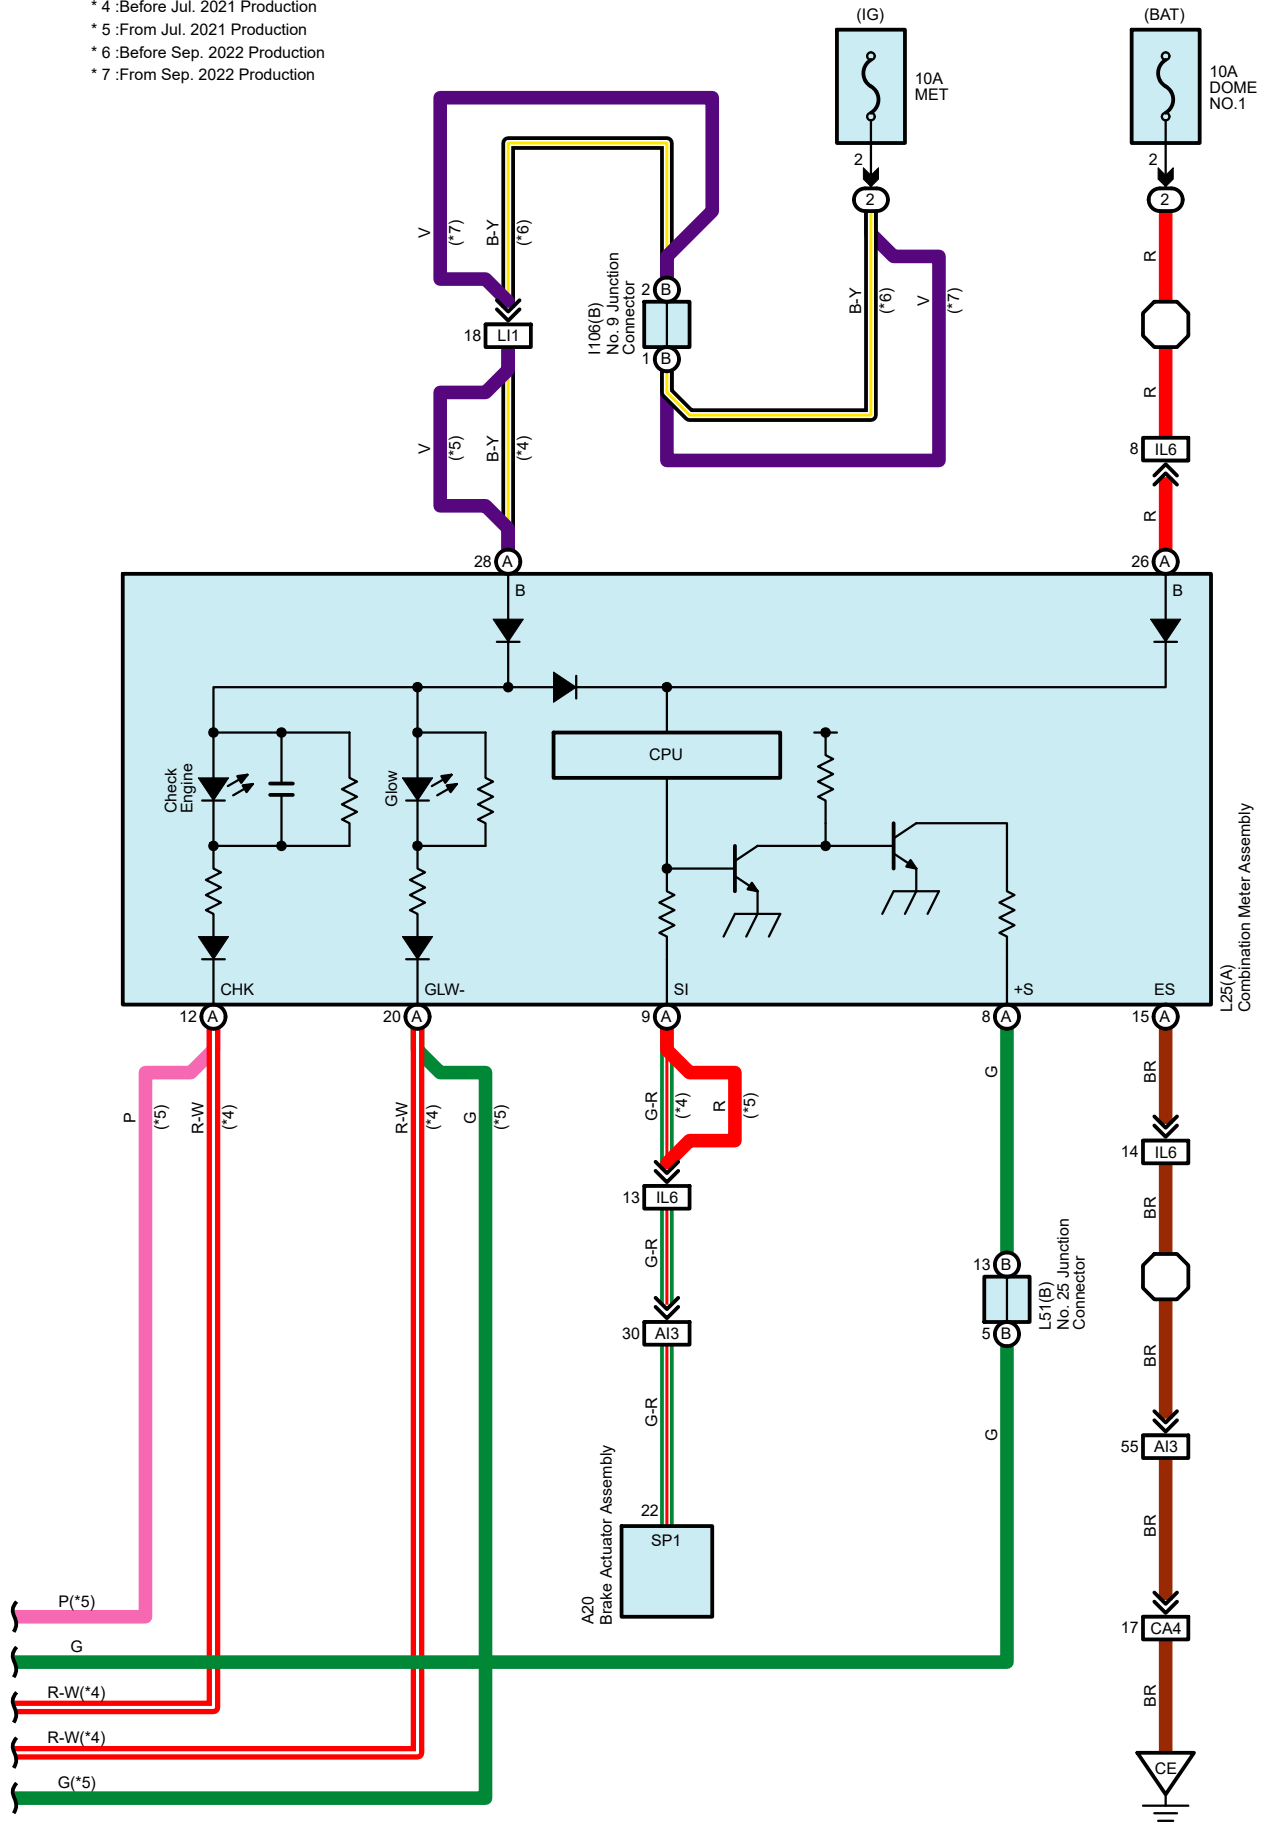 * 4 :Before Jul. 2021 Production
* 5 :From Jul. 2021 Production
* 6 :Before Sep. 2022 Production
* 7 :From Sep. 2022 Production
(IG)
(BAT)
10A
MET
10A
DOME
NO.1
2
2
2
2
V
(*7)
B-Y
(*6)
B-Y
(*6)
V
(*7)
R
2
B
I106(B)
No. 9 Junction
Connector
18
LI1
1
B
R
V
(*5)
B-Y
(*4)
8
IL6
R
28
A
26
A
B
B
CPU
Check
Engine
Glow
L25(A)
Combination Meter Assembly
CHK
GLW-
SI
+S
ES
12
A
20
A
9
A
8
A
15
A
P
(*5)
R-W
(*4)
R-W
(*4)
G
(*5)
G-R
(*4)
R
(*5)
G
BR
14
IL6
13
IL6
BR
G-R
13
B
L51(B)
No. 25 Junction
Connector
30
AI3
5
B
BR
G-R
G
55
AI3
22
SP1
A20
Brake Actuator Assembly
BR
P(*5)
17
CA4
G
R-W(*4)
BR
R-W(*4)
CE
G(*5)